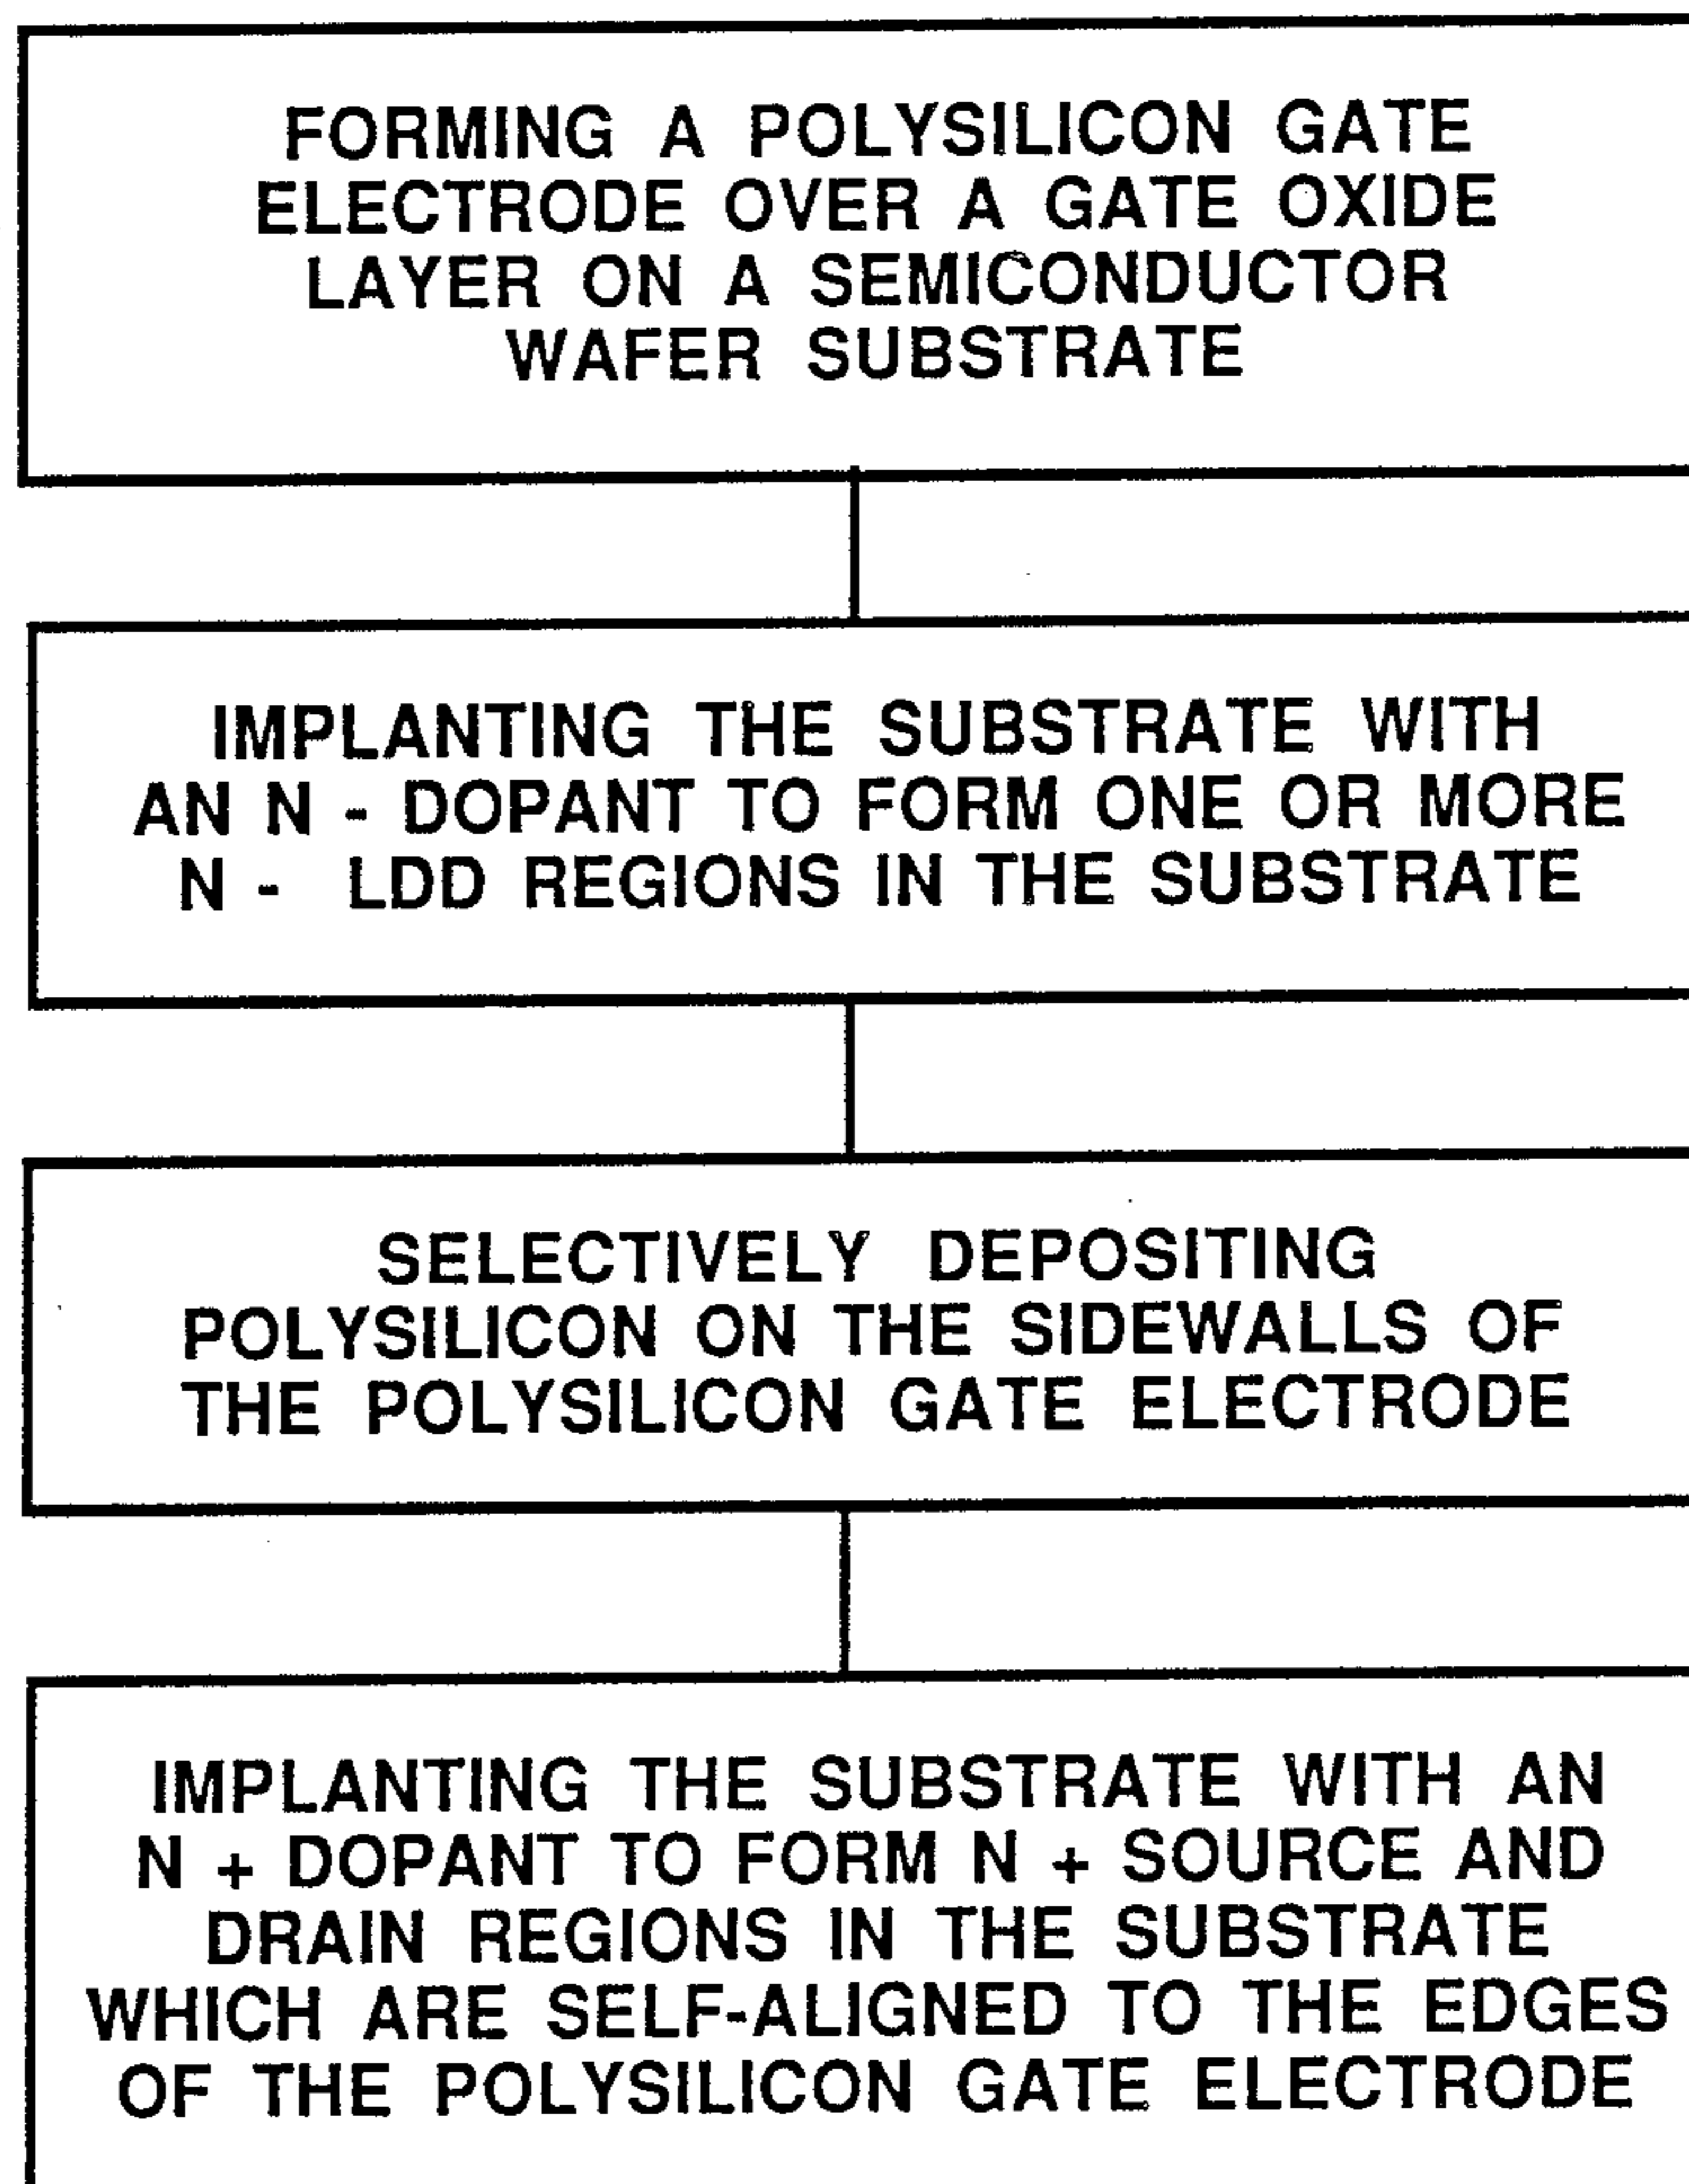 FORMING A POLYSILICON GATE
ELECTRODE OVER A GATE OXIDE
LAYER ON A SEMICONDUCTOR
WAFER SUBSTRATE
IMPLANTING THE SUBSTRATE WITH
AN N - DOPANT TO FORM ONE OR MORE
N - LDD REGIONS IN THE SUBSTRATE
SELECTIVELY DEPOSITING
POLYSILICON ON THE SIDEWALLS OF
THE POLYSILICON GATE ELECTRODE
IMPLANTING THE SUBSTRATE WITH AN
N + DOPANT TO FORM N + SOURCE AND
DRAIN REGIONS IN THE SUBSTRATE
WHICH ARE SELF-ALIGNED TO THE EDGES
OF THE POLYSILICON GATE ELECTRODE